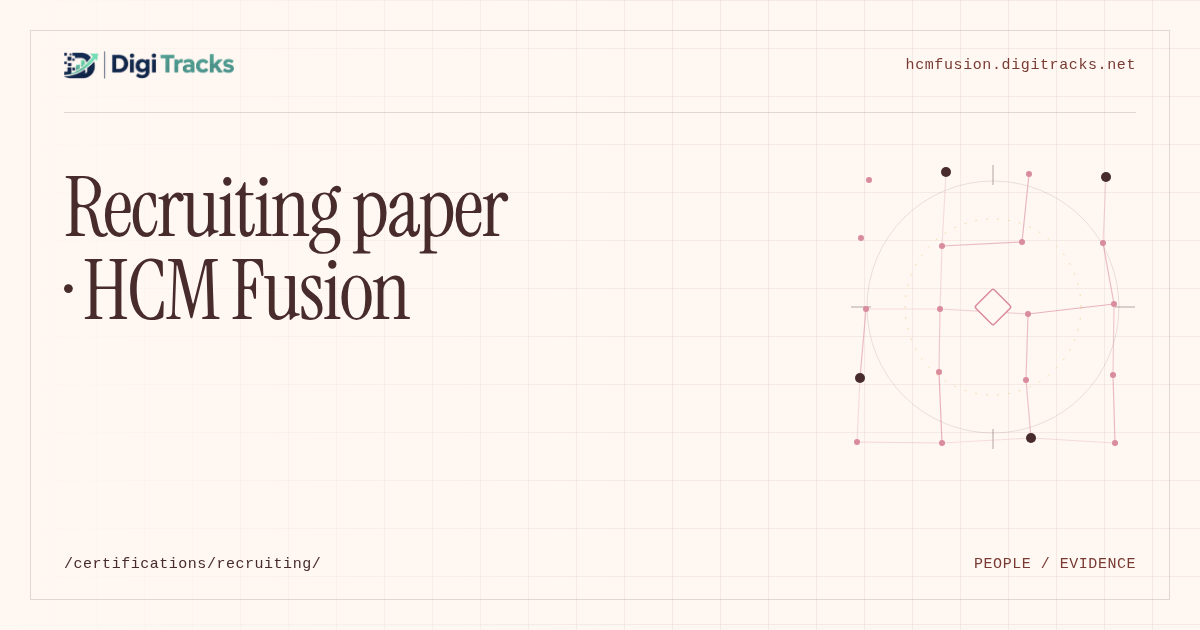 Digi Tracks
hcmfusion.digitracks.net
Recruiting paper
· HCM Fusion
/certifications/recruiting/
PEOPLE / EVIDENCE